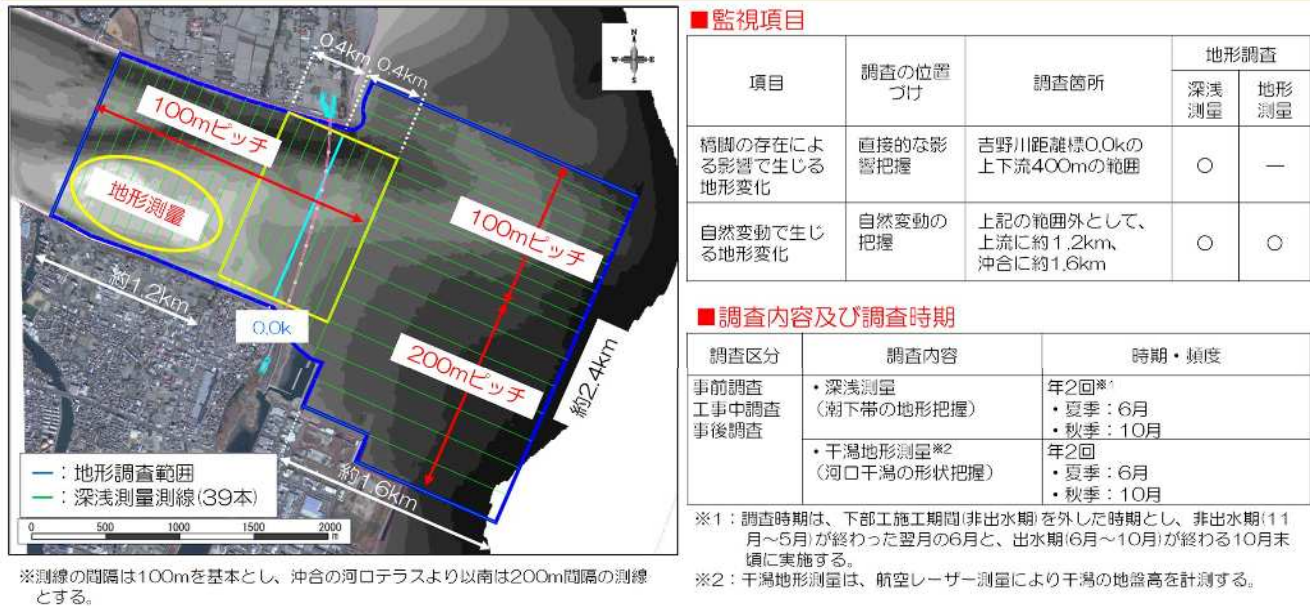 0.4km
0.4km
N
W
E
S
100mピッチ
地形測量
100mピッチ
約1.2km
0.0k
200mピッチ
約2.4km
約1.6km
：地形調査範囲
：深浅測量測線(39本)
0 500 1000 1500 2000
m
※測線の間隔は100mを基本とし、沖合の河口テラスより以南は200m間隔の測線
とする。
■監視項目
項目
調査の位置
づけ
調査箇所
地形調査
深浅
測量
地形
測量
橋脚の存在によ
る影響で生じる
地形変化
直接的な影
響把握
吉野川距離標0.0kの
上下流400mの範囲
○
―
自然変動で生じ
る地形変化
自然変動の
把握
上記の範囲外として、
上流に約1.2km、
沖合に約1.6km
○
○
■調査内容及び調査時期
調査区分
調査内容
時期・頻度
事前調査
工事中調査
事後調査
・深浅測量
（潮下帯の地形把握）
年2回※1
・夏季：6月
・秋季：10月
・干潟地形測量※2
（河口干潟の形状把握）
年2回
・夏季：6月
・秋季：10月
※1：調査時期は、下部工施工期間(非出水期)を外した時期とし、非出水期(11
月～5月)が終わった翌月の6月と、出水期(6月～10月)が終わる10月末
頃に実施する。
※2：干潟地形測量は、航空レーザー測量により干潟の地盤高を計測する。